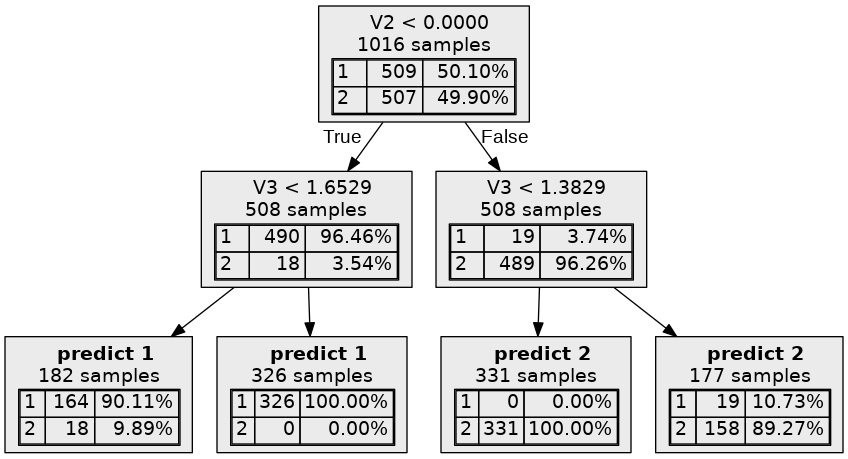 V2 < 0.0000
1016 samples
1 509 50.10%
2 507 49.90%
True
False
V3 < 1.6529
508 samples
1 490 96.46%
2 18 3.54%
V3 < 1.3829
508 samples
1 19 3.74%
2 489 96.26%
predict 1
182 samples
1 164 90.11%
2 18 9.89%
predict 1
326 samples
1 326 100.00%
2 0 0.00%
predict 2
331 samples
1 0 0.00%
2 331 100.00%
predict 2
177 samples
1 19 10.73%
2 158 89.27%